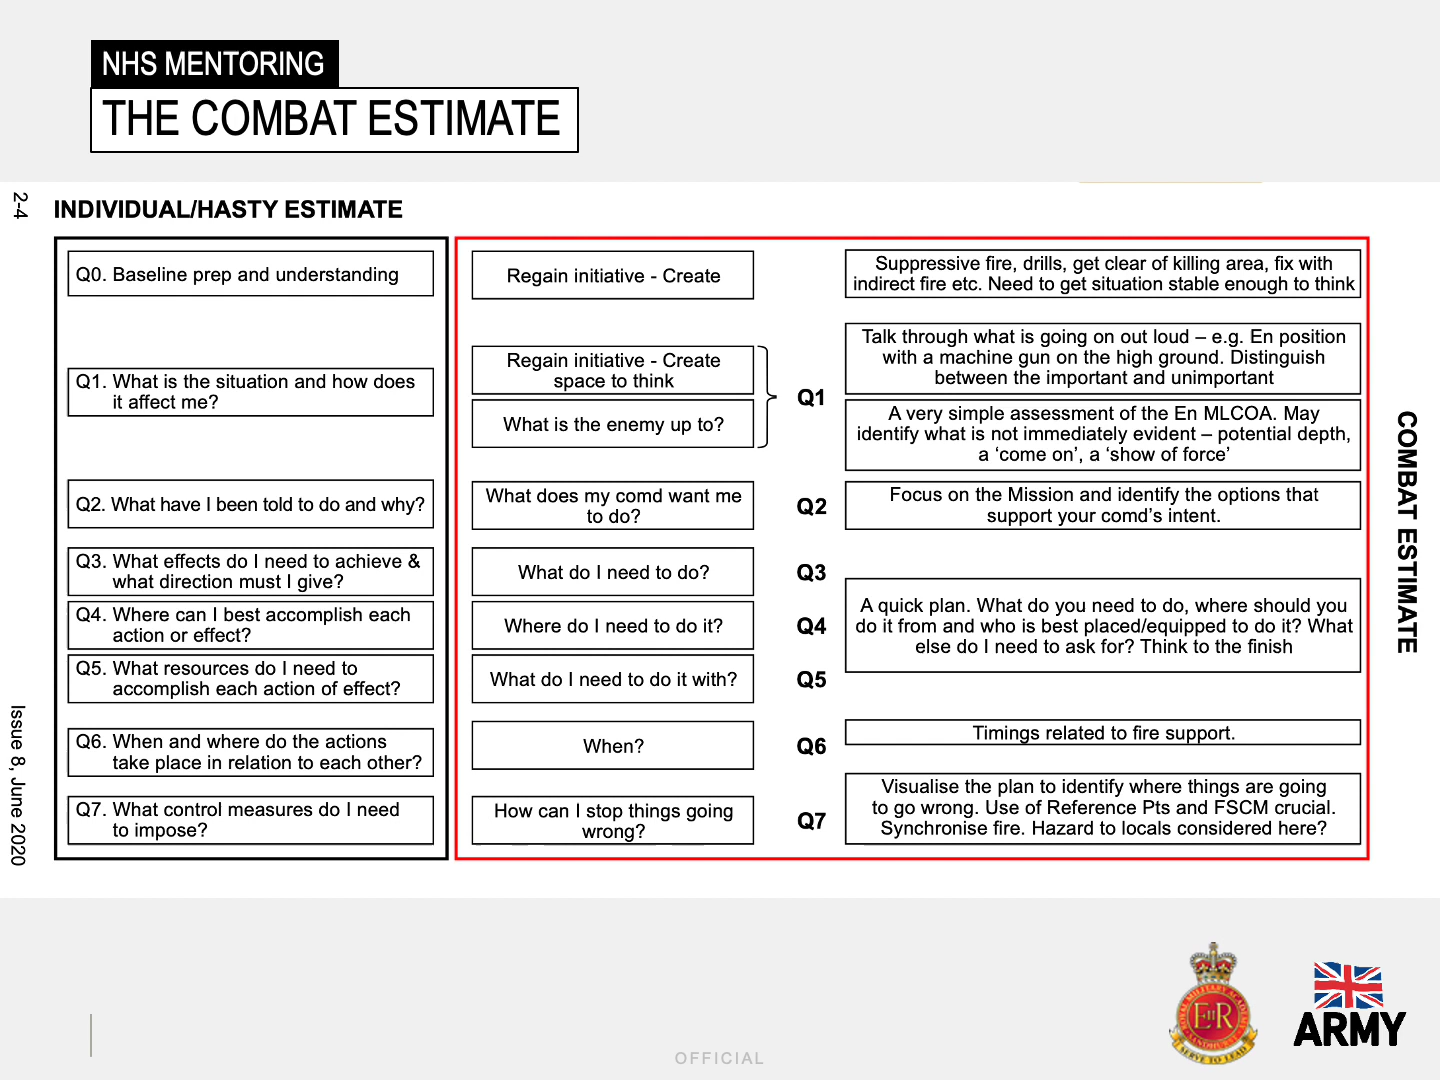 NHS MENTORING
THE COMBAT ESTIMATE
2-4
INDIVIDUAL/HASTY ESTIMATE
Q0. Baseline prep and understanding
Regain initiative - Create
Suppressive fire, drills, get clear of killing area, fix with
indirect fire etc. Need to get situation stable enough to think
Q1. What is the situation and how does
it affect me?
Regain initiative - Create
space to think
What is the enemy up to?
Q1
Talk through what is going on out loud – e.g. En position
with a machine gun on the high ground. Distinguish
between the important and unimportant
A very simple assessment of the En MLCOA. May
identify what is not immediately evident – potential depth,
a ‘come on’, a ‘show of force’
Q2. What have I been told to do and why?
What does my comd want me
to do?
Q2
Focus on the Mission and identify the options that
support your comd’s intent.
Q3. What effects do I need to achieve &
what direction must I give?
What do I need to do?
Q3
Q4. Where can I best accomplish each
action or effect?
Where do I need to do it?
Q4
A quick plan. What do you need to do, where should you
do it from and who is best placed/equipped to do it? What
else do I need to ask for? Think to the finish
Q5. What resources do I need to
accomplish each action of effect?
What do I need to do it with?
Q5
Q6. When and where do the actions
take place in relation to each other?
When?
Q6
Timings related to fire support.
Q7. What control measures do I need
to impose?
How can I stop things going
wrong?
Q7
Visualise the plan to identify where things are going
to go wrong. Use of Reference Pts and FSCM crucial.
Synchronise fire. Hazard to locals considered here?
COMBAT ESTIMATE
Issue 8, June 2020
OFFICIAL
ROYAL MILITARY ACADEMY
SANDHURST
E II R
SERVE TO LEAD
ARMY